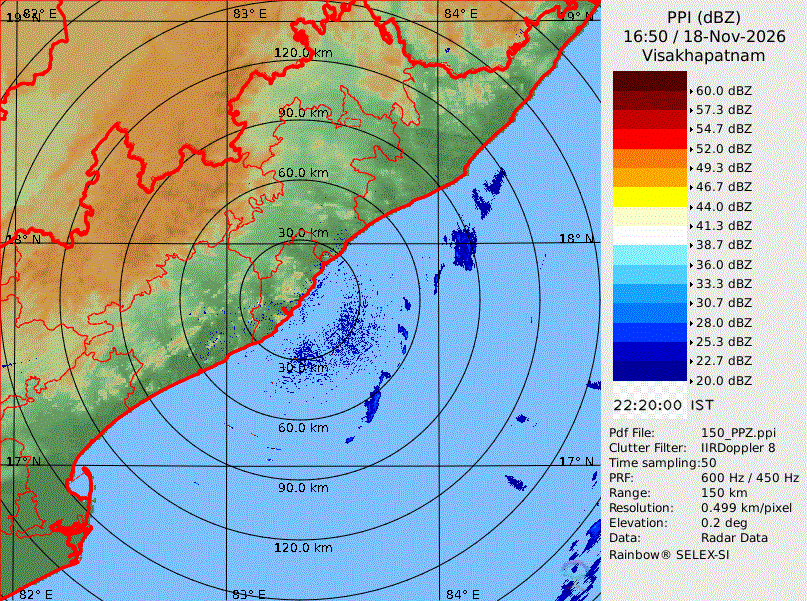 82° E
83° E
84° E
19° N
19° N
120.0 km
90.0 km
60.0 km
30.0 km
18° N
18° N
30.0 km
60.0 km
17° N
17° N
90.0 km
120.0 km
82° E
83° E
84° E
PPI (dBZ)
16:50 / 18-Nov-2026
Visakhapatnam
60.0 dBZ
57.3 dBZ
54.7 dBZ
52.0 dBZ
49.3 dBZ
46.7 dBZ
44.0 dBZ
41.3 dBZ
38.7 dBZ
36.0 dBZ
33.3 dBZ
30.7 dBZ
28.0 dBZ
25.3 dBZ
22.7 dBZ
20.0 dBZ
22:20:00 IST
Pdf File: 150_PPZ.ppi
Clutter Filter: IIRDoppler 8
Time sampling:50
PRF: 600 Hz / 450 Hz
Range: 150 km
Resolution: 0.499 km/pixel
Elevation: 0.2 deg
Data: Radar Data
Rainbow® SELEX-SI